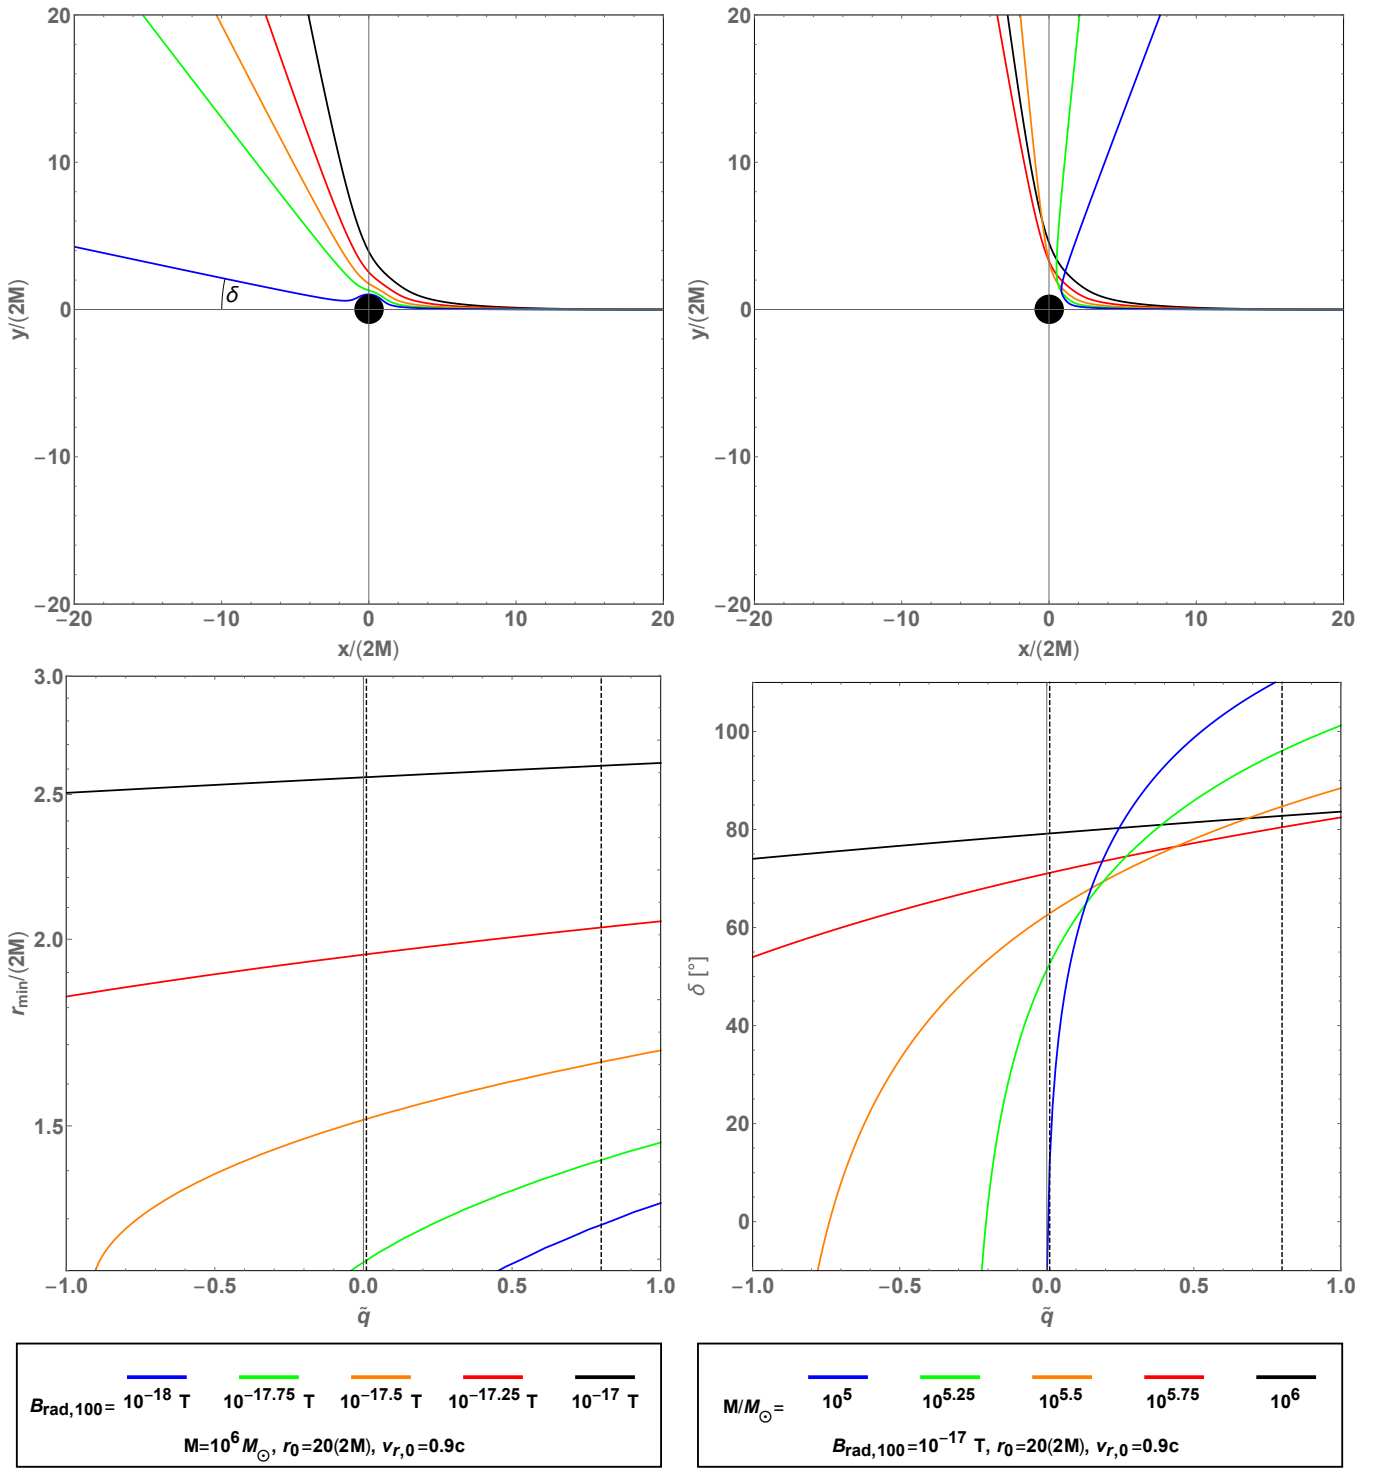 20
10
0
−10
−20
y/(2M)
δ
−20 −10 0 10 20
x/(2M)
20
10
0
−10
−20
y/(2M)
−20 −10 0 10 20
x/(2M)
3.0
2.5
2.0
1.5
r_min/(2M)
−1.0 −0.5 0.0 0.5 1.0
q̃
100
80
60
40
20
0
δ [°]
−1.0 −0.5 0.0 0.5 1.0
q̃
B_rad,100= 10^−18 T 10^−17.75 T 10^−17.5 T 10^−17.25 T 10^−17 T
M=10^6 M_⊙, r_0=20(2M), v_r,0=0.9c
M/M_⊙= 10^5 10^5.25 10^5.5 10^5.75 10^6
B_rad,100=10^−17 T, r_0=20(2M), v_r,0=0.9c